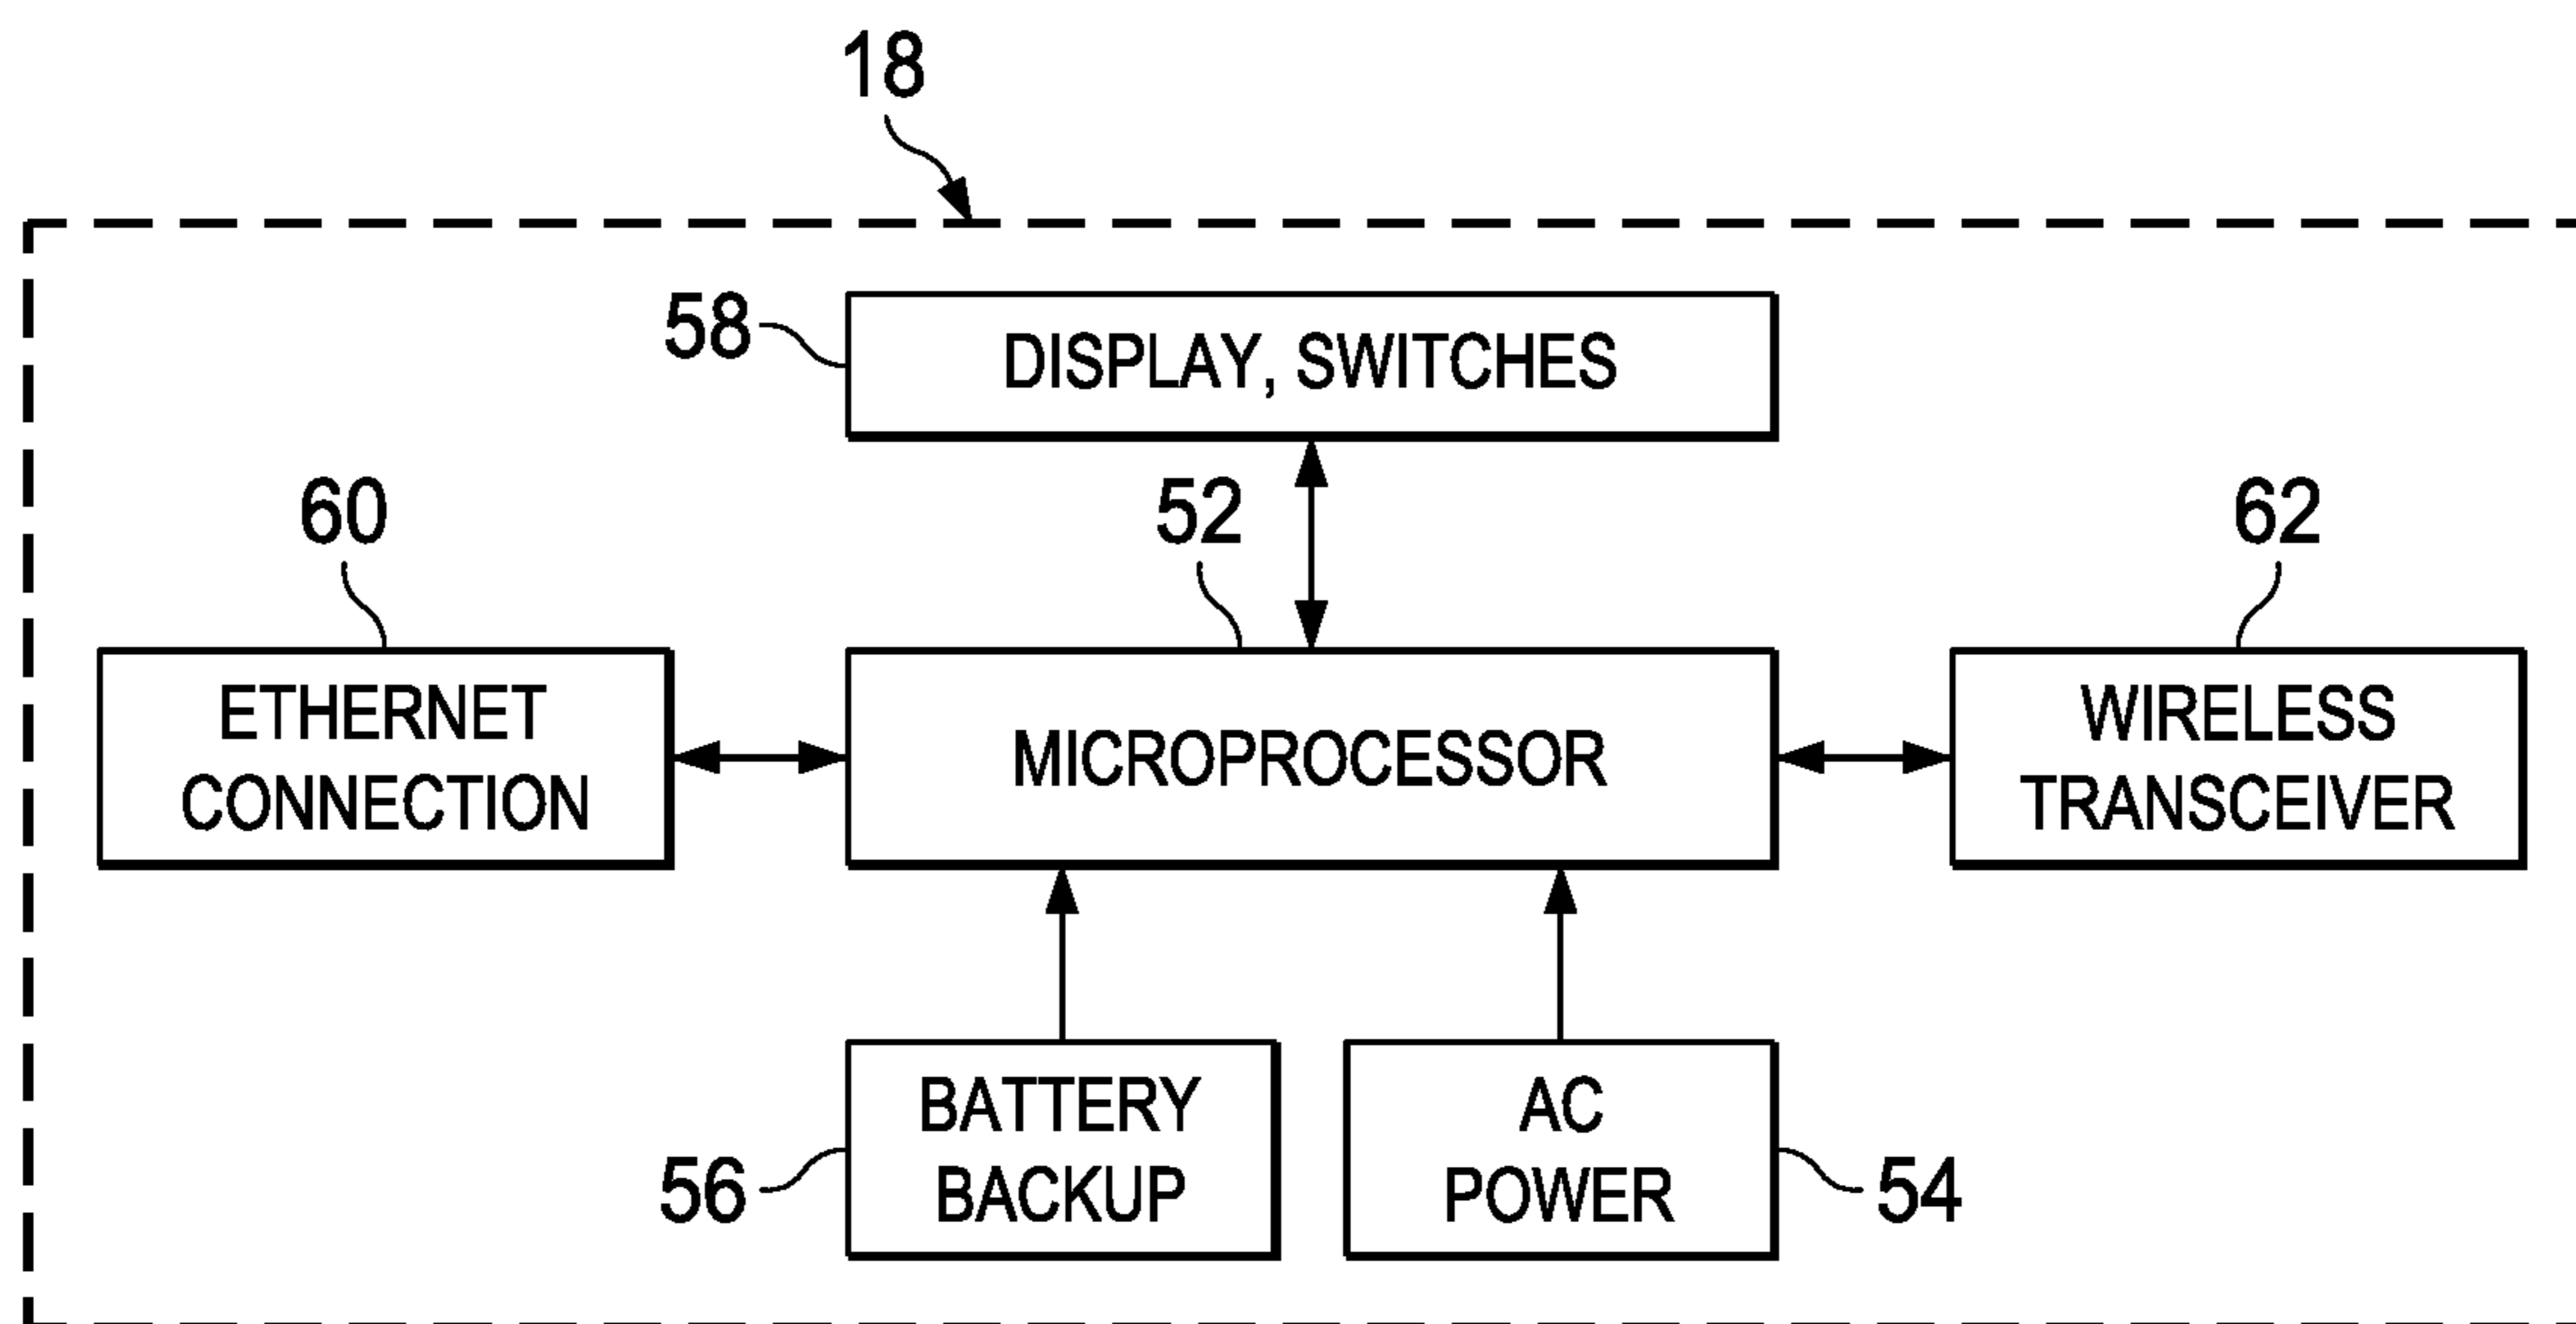 18
58
DISPLAY, SWITCHES
60
52
62
ETHERNET
CONNECTION
MICROPROCESSOR
WIRELESS
TRANSCEIVER
BATTERY
BACKUP
56
AC
POWER
54